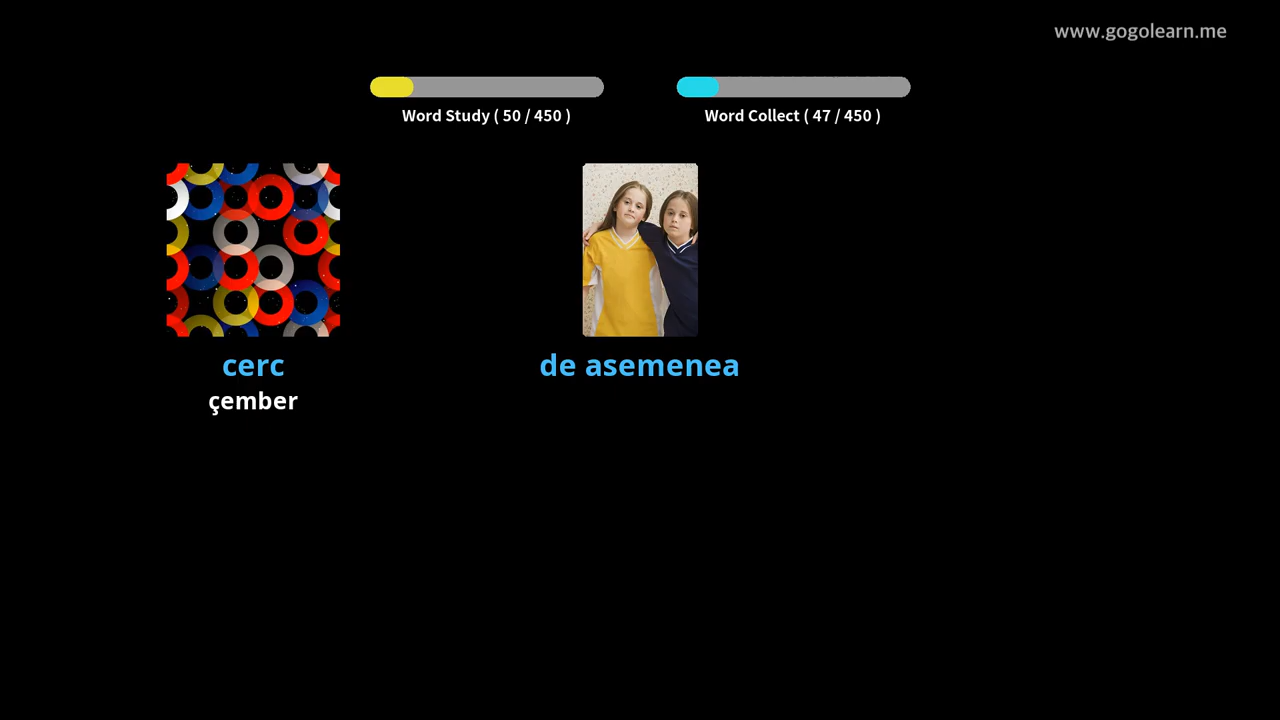 www.gogolearn.me
Word Study ( 50 / 450 )
Word Collect ( 47 / 450 )
cerc
de asemenea
çember